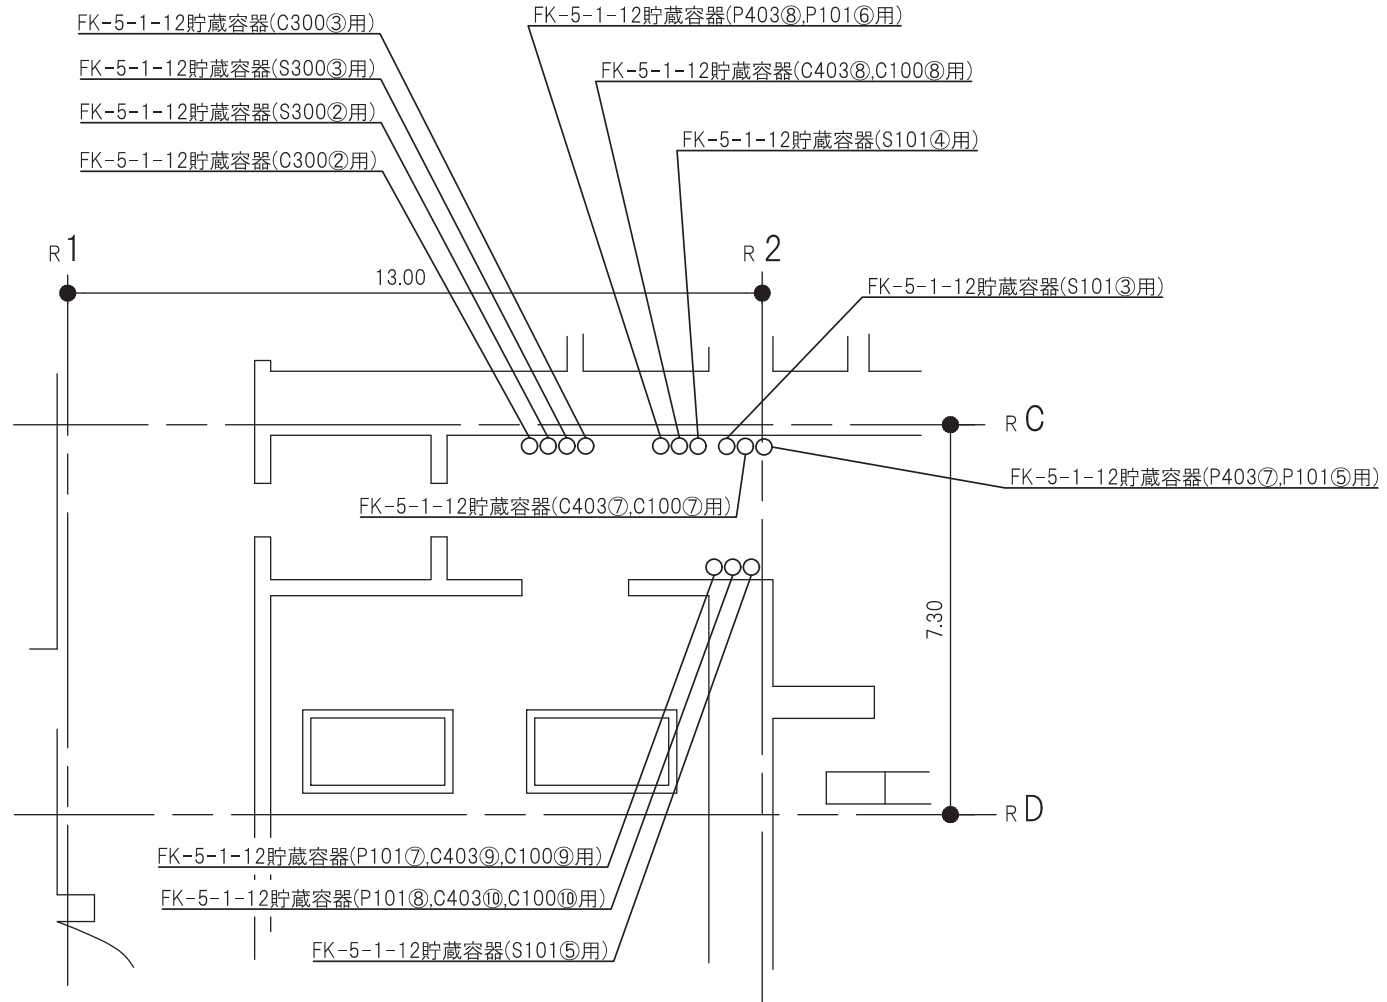 FK-5-1-12貯蔵容器(C300③用)
FK-5-1-12貯蔵容器(P403⑧,P101⑥用)
FK-5-1-12貯蔵容器(S300③用)
FK-5-1-12貯蔵容器(C403⑧,C100⑧用)
FK-5-1-12貯蔵容器(S300②用)
FK-5-1-12貯蔵容器(S101④用)
FK-5-1-12貯蔵容器(C300②用)
R 1
R 2
13.00
FK-5-1-12貯蔵容器(S101③用)
R C
FK-5-1-12貯蔵容器(P403⑦,P101⑤用)
FK-5-1-12貯蔵容器(C403⑦,C100⑦用)
7.30
R D
FK-5-1-12貯蔵容器(P101⑦,C403⑨,C100⑨用)
FK-5-1-12貯蔵容器(P101⑧,C403⑩,C100⑩用)
FK-5-1-12貯蔵容器(S101⑤用)